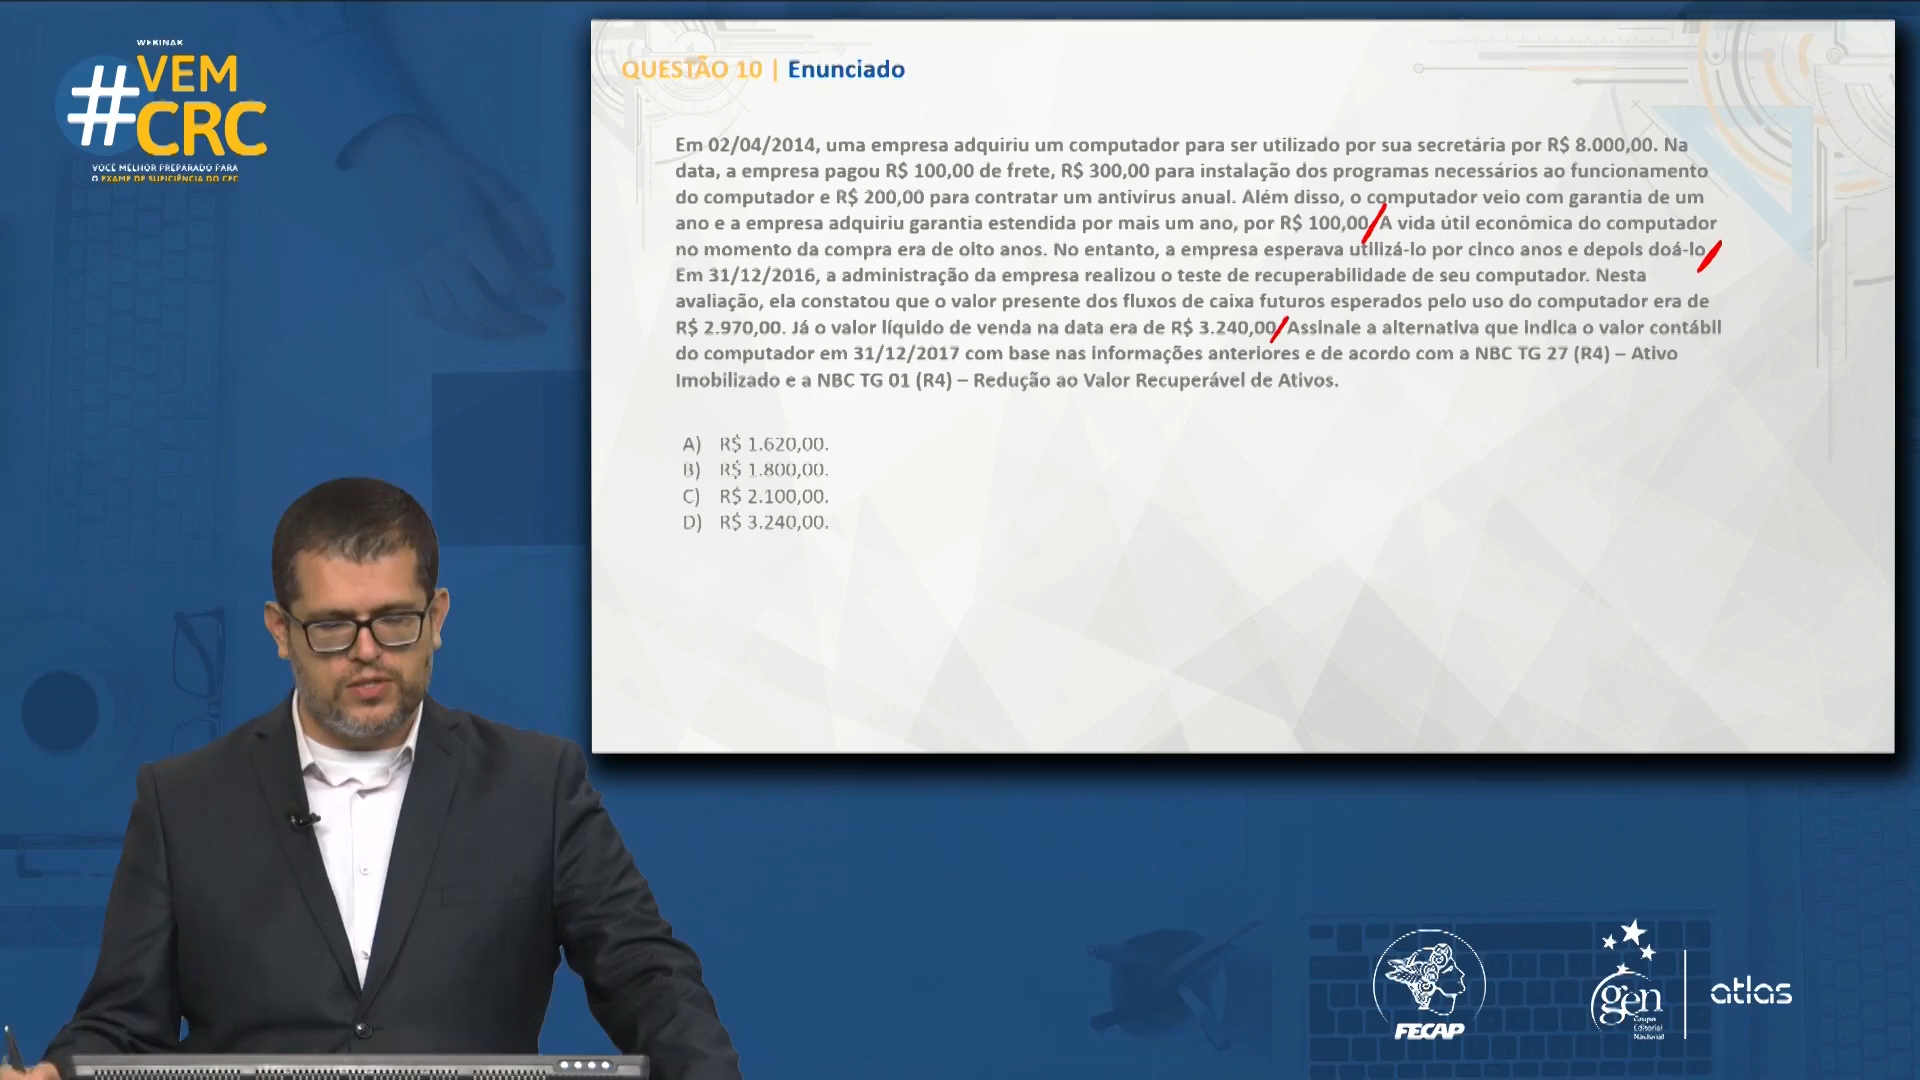 WEBINAR
#VEM
CRC
VOCÊ MELHOR PREPARADO PARA
O EXAME DE SUFICIÊNCIA DO CFC
QUESTÃO 10 | Enunciado
Em 02/04/2014, uma empresa adquiriu um computador para ser utilizado por sua secretária por R$ 8.000,00. Na
data, a empresa pagou R$ 100,00 de frete, R$ 300,00 para instalação dos programas necessários ao funcionamento
do computador e R$ 200,00 para contratar um antivírus anual. Além disso, o computador veio com garantia de um
ano e a empresa adquiriu garantia estendida por mais um ano, por R$ 100,00. A vida útil econômica do computador
no momento da compra era de oito anos. No entanto, a empresa esperava utilizá-lo por cinco anos e depois doá-lo.
Em 31/12/2016, a administração da empresa realizou o teste de recuperabilidade de seu computador. Nesta
avaliação, ela constatou que o valor presente dos fluxos de caixa futuros esperados pelo uso do computador era de
R$ 2.970,00. Já o valor líquido de venda na data era de R$ 3.240,00. Assinale a alternativa que indica o valor contábil
do computador em 31/12/2017 com base nas informações anteriores e de acordo com a NBC TG 27 (R4) – Ativo
Imobilizado e a NBC TG 01 (R4) – Redução ao Valor Recuperável de Ativos.
A) R$ 1.620,00.
B) R$ 1.800,00.
C) R$ 2.100,00.
D) R$ 3.240,00.
FECAP
gen
Grupo
Editorial
Nacional
atlas